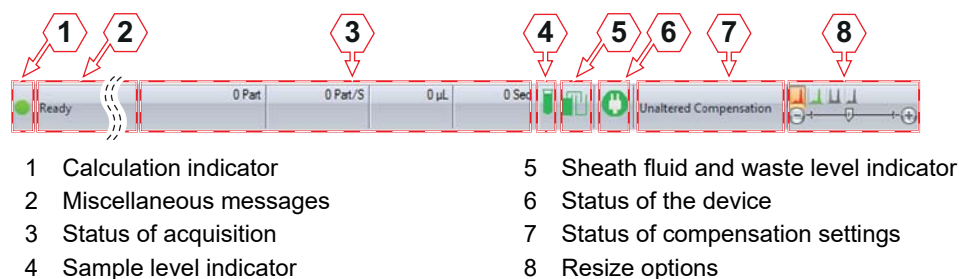 1 2 3 4 5 6 7 8
Ready 0 Part 0 Part/S 0 µL 0 Sec Unaltered Compensation
1 Calculation indicator
2 Miscellaneous messages
3 Status of acquisition
4 Sample level indicator
5 Sheath fluid and waste level indicator
6 Status of the device
7 Status of compensation settings
8 Resize options